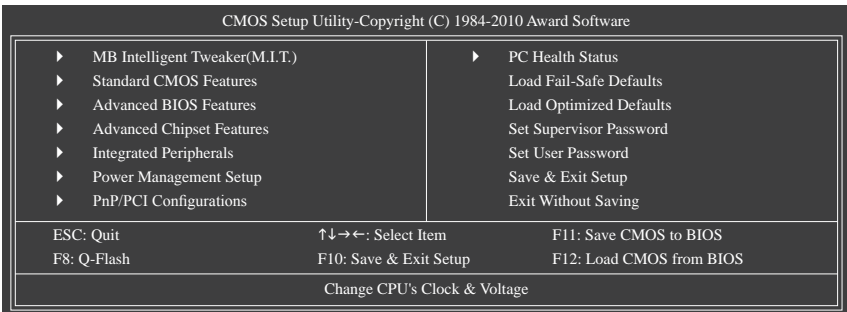 CMOS Setup Utility-Copyright (C) 1984-2010 Award Software
MB Intelligent Tweaker(M.I.T.)
Standard CMOS Features
Advanced BIOS Features
Advanced Chipset Features
Integrated Peripherals
Power Management Setup
PnP/PCI Configurations
PC Health Status
Load Fail-Safe Defaults
Load Optimized Defaults
Set Supervisor Password
Set User Password
Save & Exit Setup
Exit Without Saving
ESC: Quit ↑↓→←: Select Item F11: Save CMOS to BIOS
F8: Q-Flash F10: Save & Exit Setup F12: Load CMOS from BIOS
Change CPU's Clock & Voltage